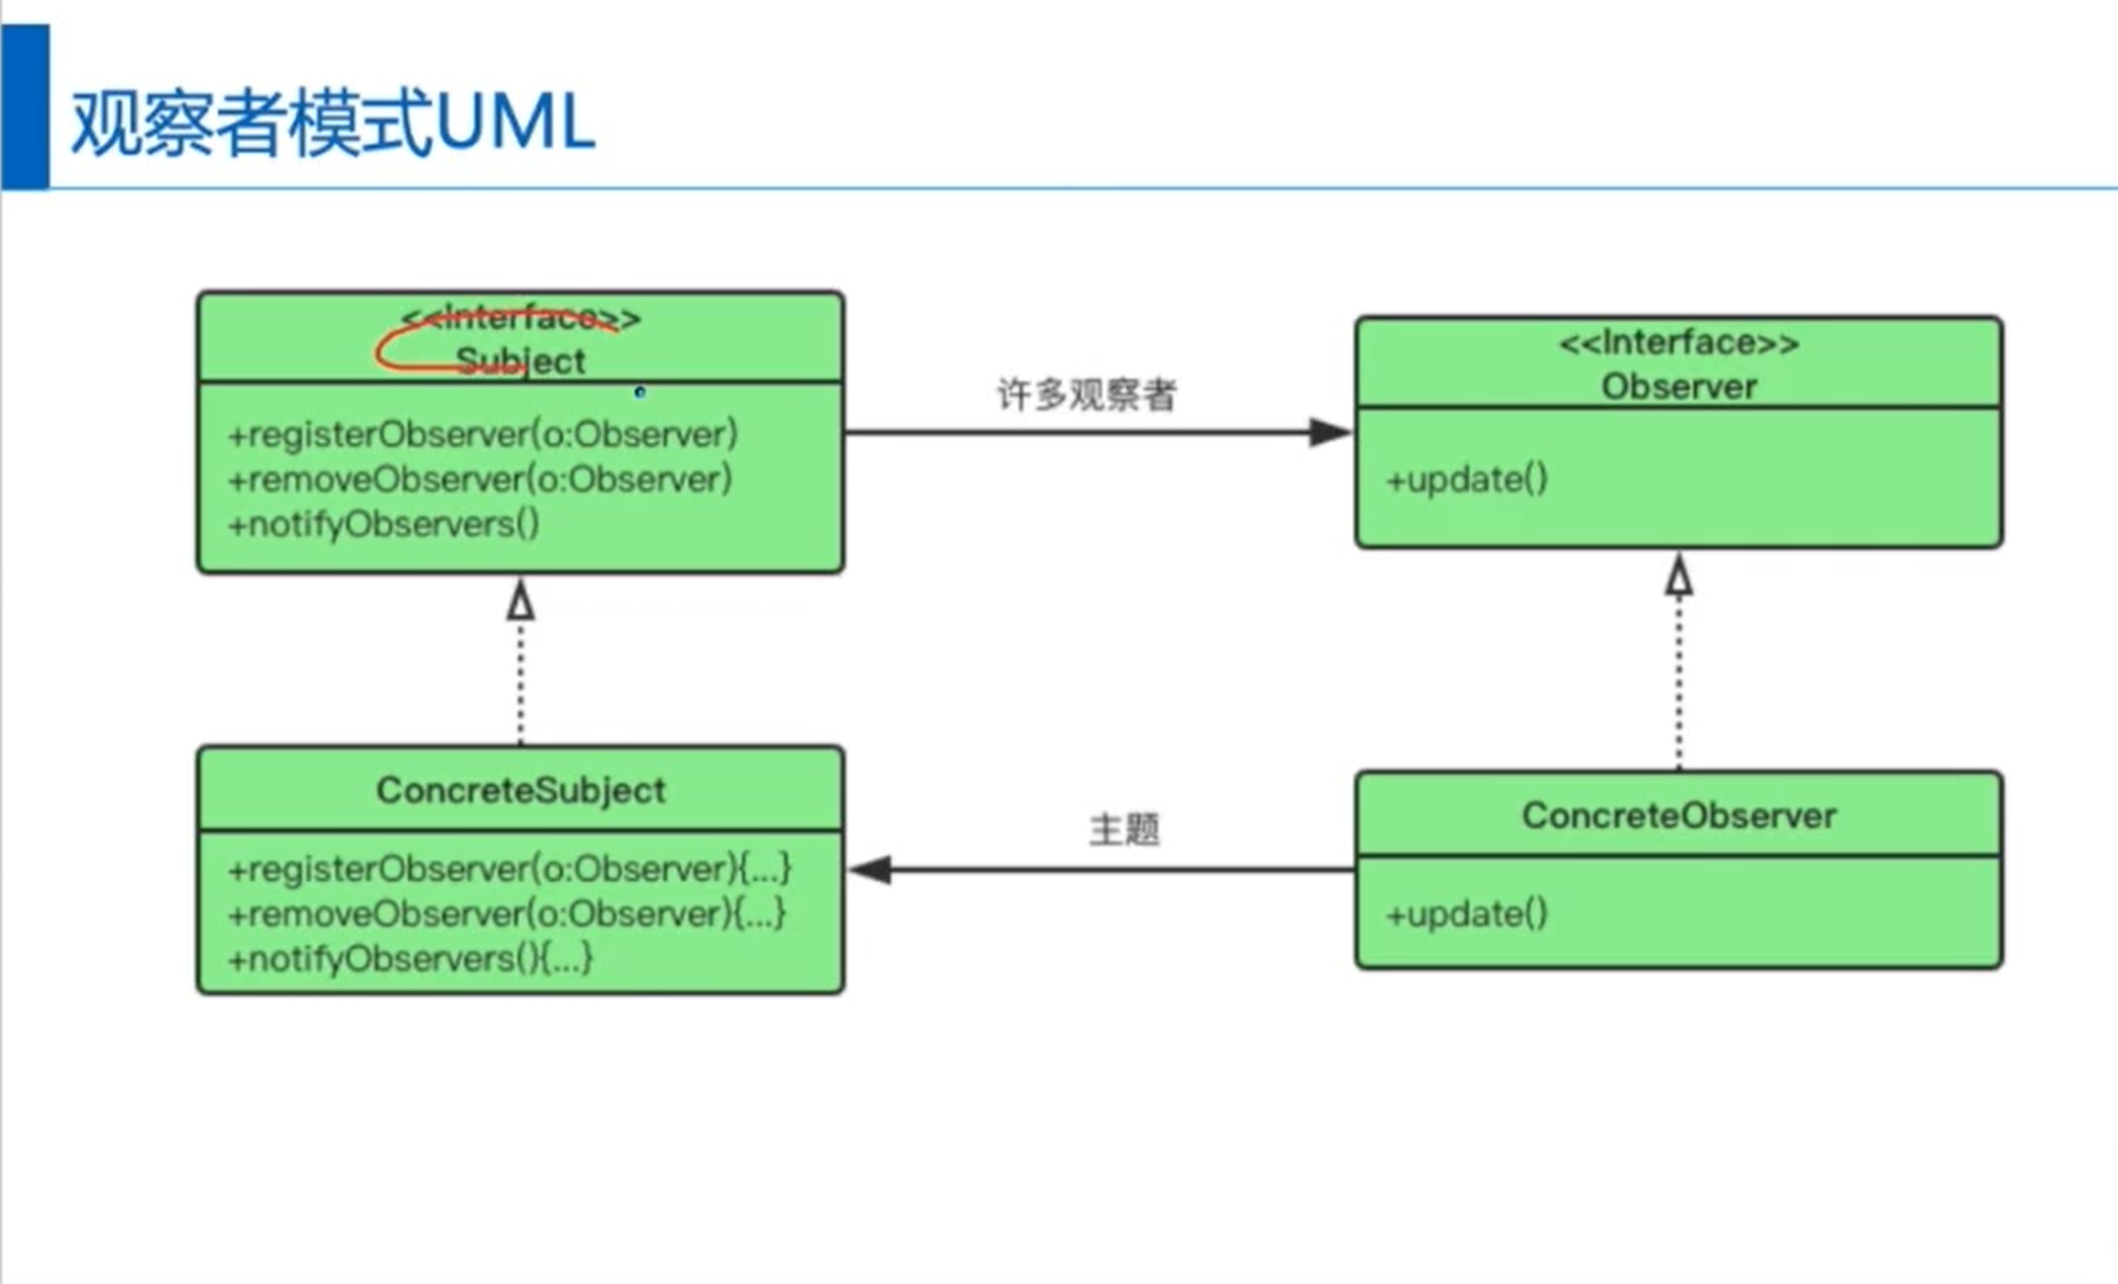 观察者模式UML
<<Interface>>
Subject
+registerObserver(o:Observer)
+removeObserver(o:Observer)
+notifyObservers()
许多观察者
<<Interface>>
Observer
+update()
ConcreteSubject
+registerObserver(o:Observer){...}
+removeObserver(o:Observer){...}
+notifyObservers(){...}
主题
ConcreteObserver
+update()